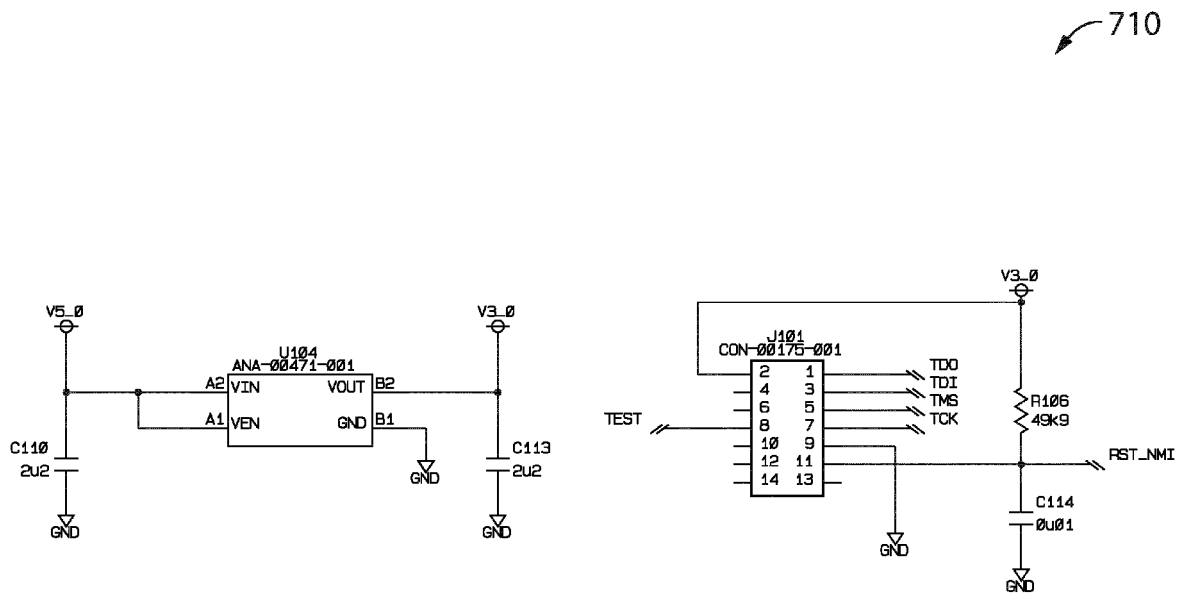 710
V5_0
V3_0
U104
ANA-00471-001
A2 VIN VOUT B2
A1 VEN GND B1
C110
2u2
GND
GND
C113
2u2
GND
V3_0
J101
CON-00175-001
2 1 TDO
4 3 TDI
6 5 TMS
TEST 8 7 TCK
10 9
12 11
14 13
R106
49k9
RST_NMI
C114
0u01
GND
GND